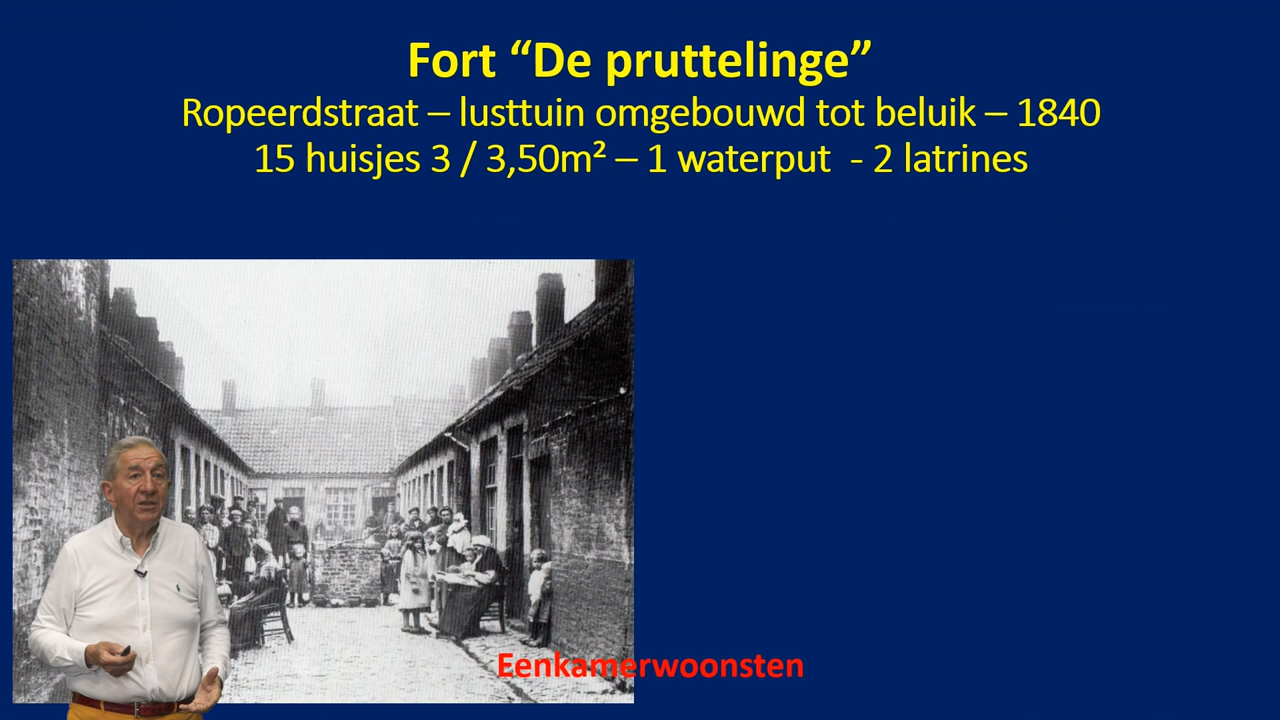 Fort “De pruttelinge”
Ropeerdstraat – lusttuin omgebouwd tot beluik – 1840
15 huisjes 3 / 3,50m² – 1 waterput - 2 latrines
Eenkamerwoonsten